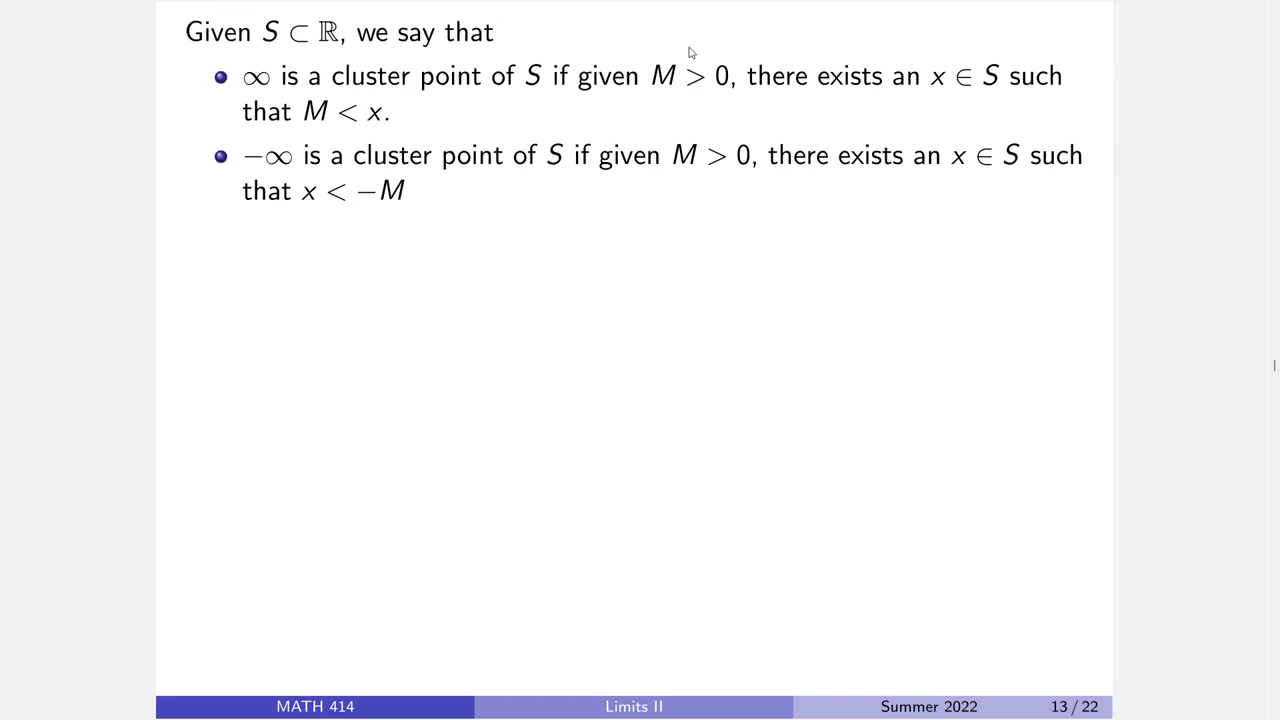 Given S ⊂ ℝ, we say that
∞ is a cluster point of S if given M > 0, there exists an x ∈ S such
that M < x.
−∞ is a cluster point of S if given M > 0, there exists an x ∈ S such
that x < −M
MATH 414 Limits II Summer 2022 13 / 22